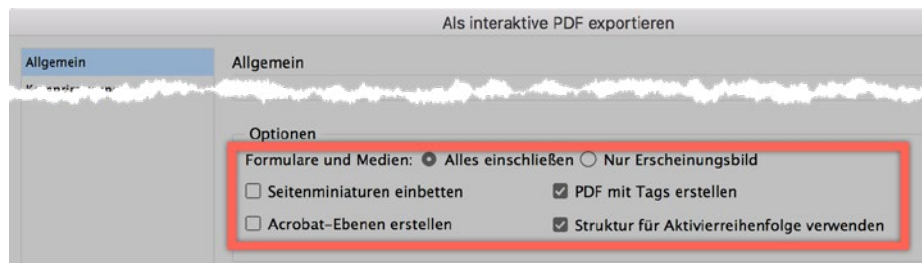 Als interaktive PDF exportieren
Allgemein
Allgemein
Optionen
Formulare und Medien: Alles einschließen Nur Erscheinungsbild
Seitenminiaturen einbetten PDF mit Tags erstellen
Acrobat-Ebenen erstellen Struktur für Aktivierreihenfolge verwenden